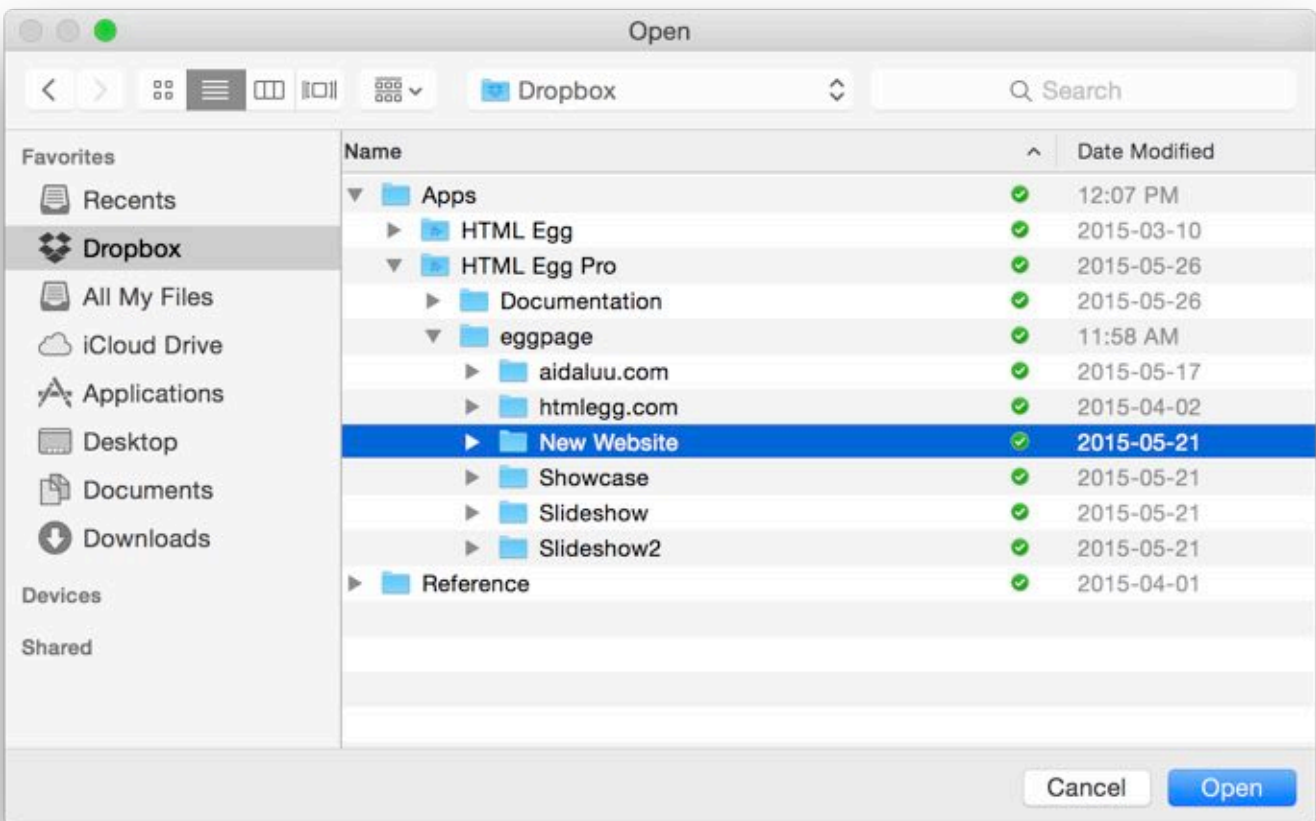 Open
Dropbox
Search
Favorites
Recents
Dropbox
All My Files
iCloud Drive
Applications
Desktop
Documents
Downloads
Devices
Shared
Name Date Modified
Apps 12:07 PM
HTML Egg 2015-03-10
HTML Egg Pro 2015-05-26
Documentation 2015-05-26
eggpage 11:58 AM
aidaluu.com 2015-05-17
htmlegg.com 2015-04-02
New Website 2015-05-21
Showcase 2015-05-21
Slideshow 2015-05-21
Slideshow2 2015-05-21
Reference 2015-04-01
Cancel Open